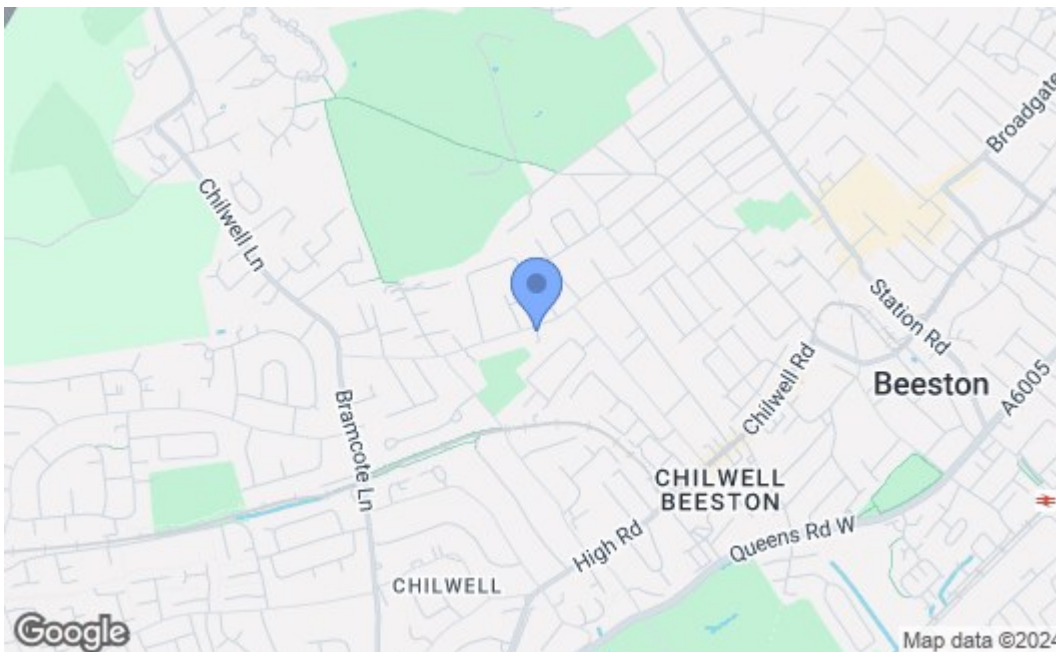 Broadgate
Chilwell Ln
Station Rd
Beeston
A6005
Chilwell Rd
Bramcote Ln
CHILWELL
BEESTON
High Rd
Queens Rd W
CHILWELL
Google
Map data ©2024